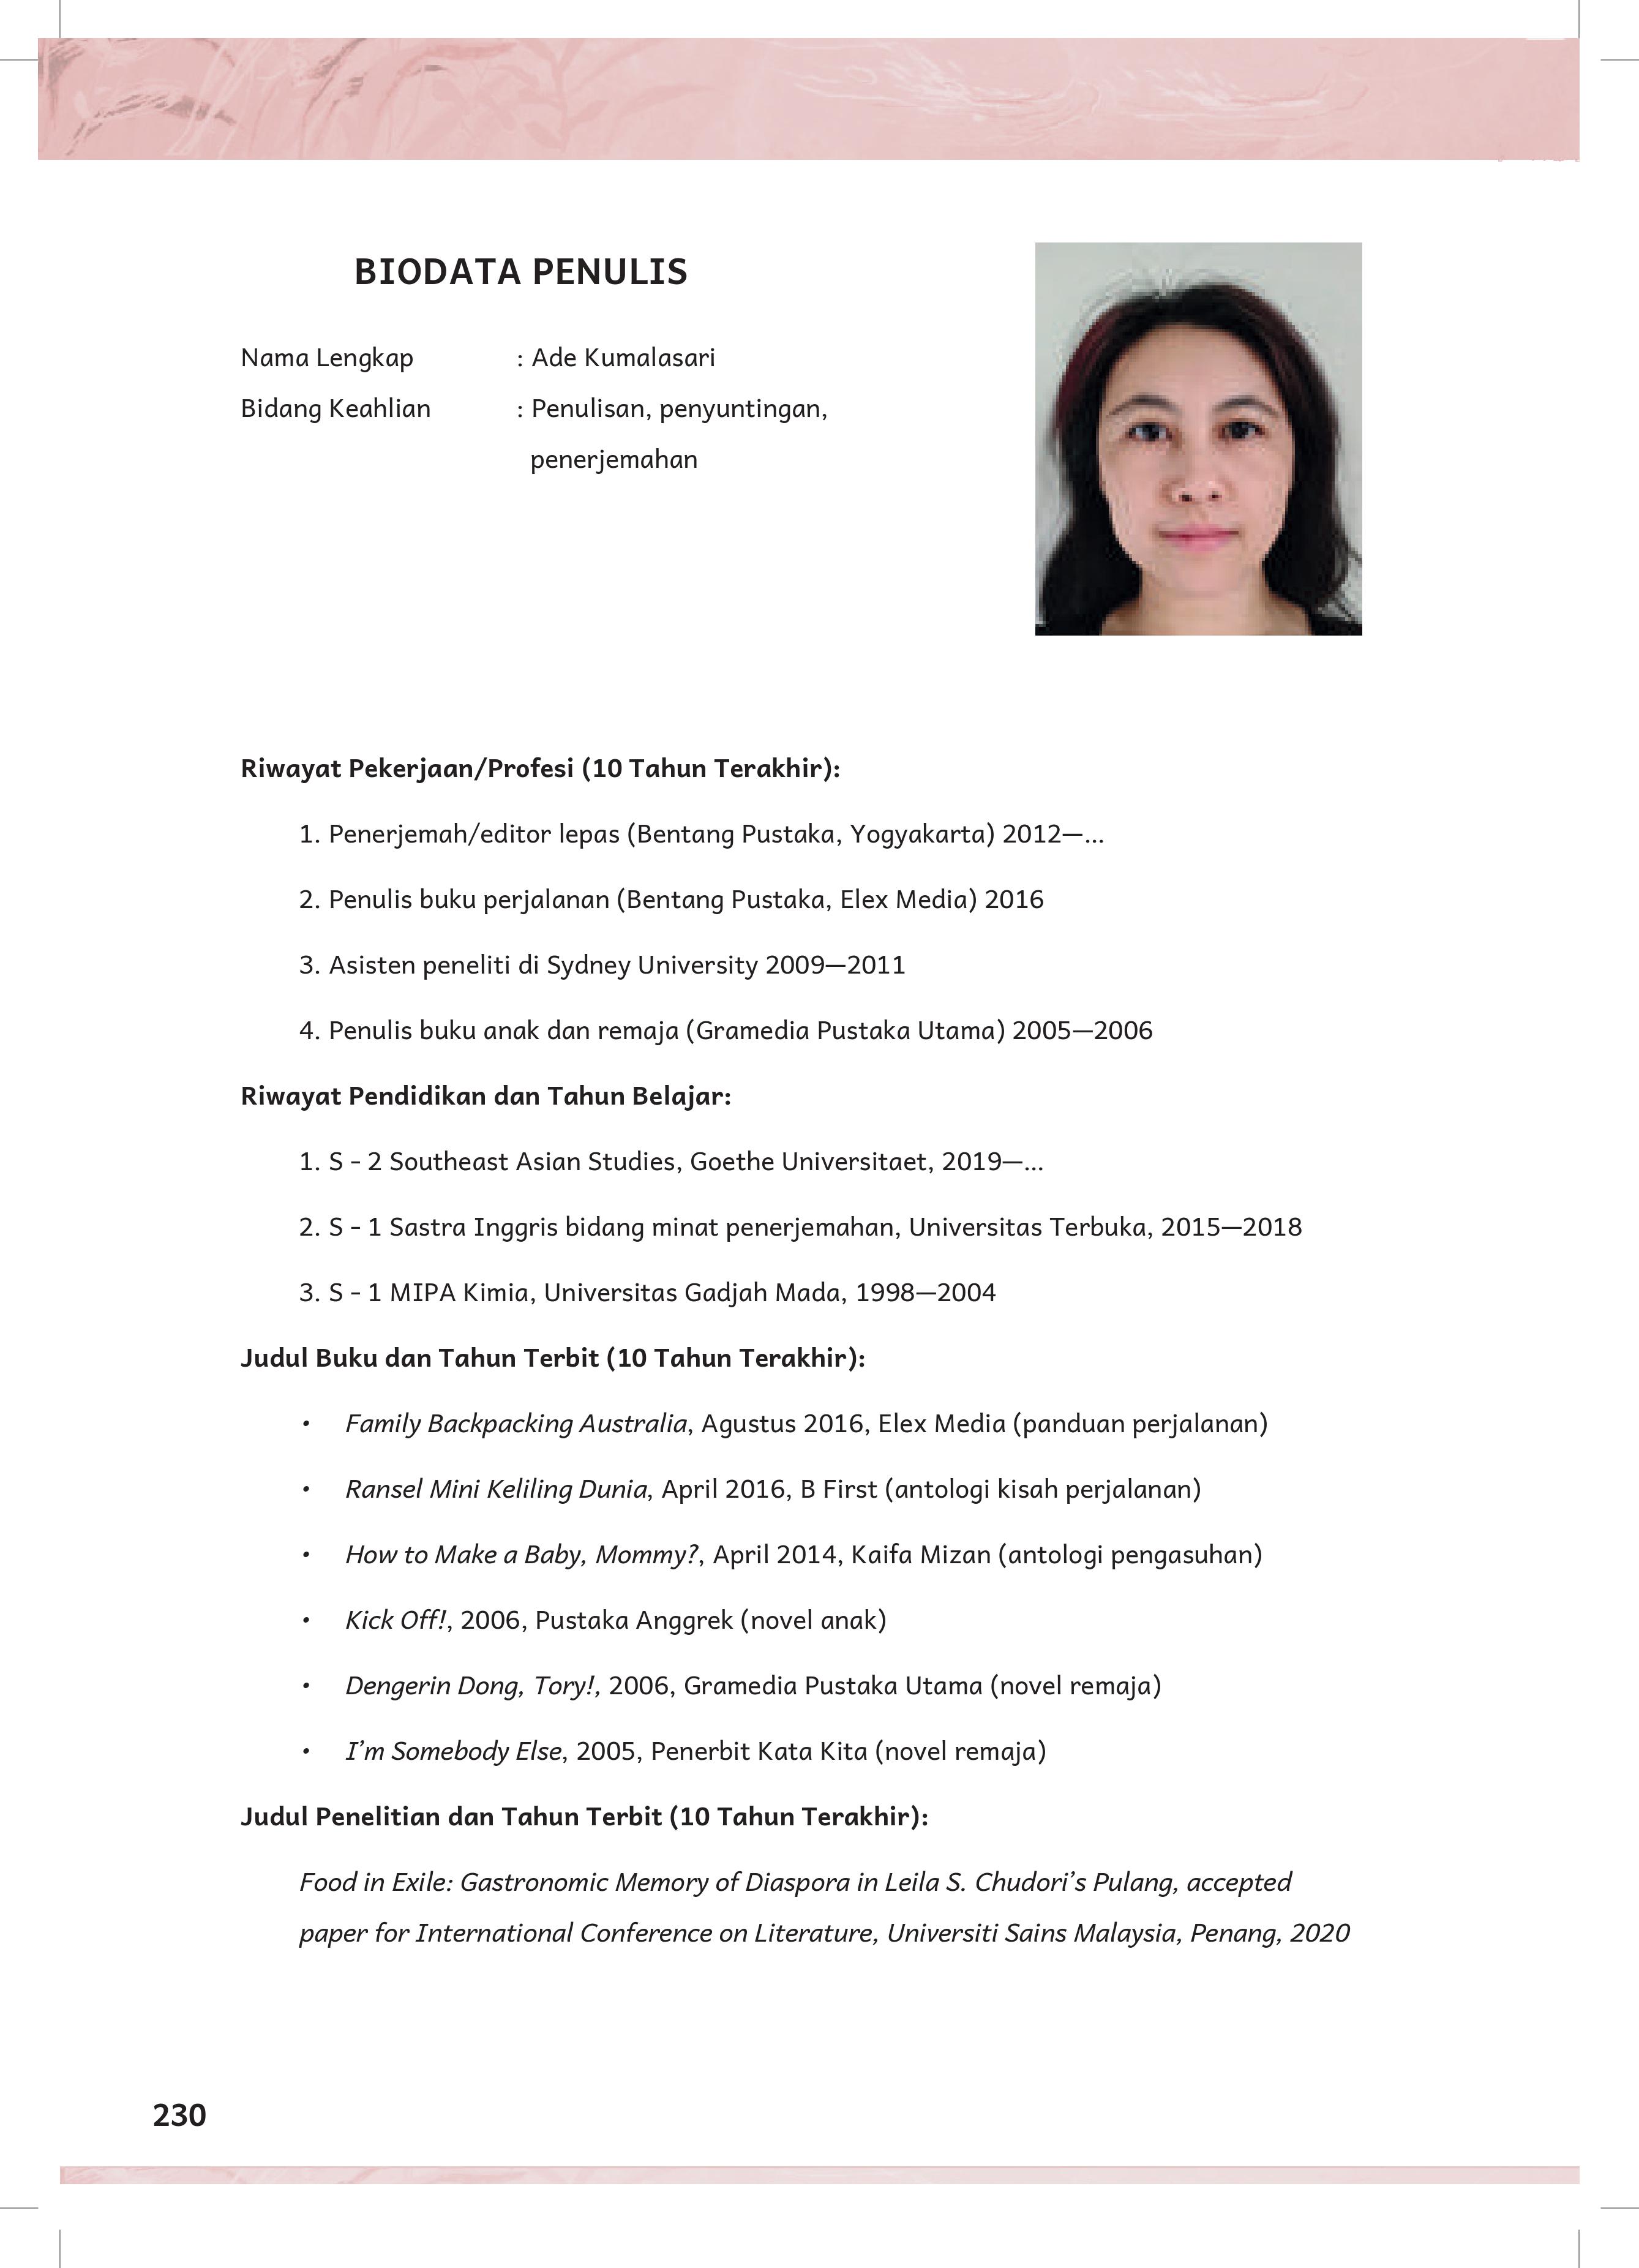 BIODATA PENULIS
Nama Lengkap : Ade Kumalasari
Bidang Keahlian : Penulisan, penyuntingan,
penerjemahan
Riwayat Pekerjaan/Profesi (10 Tahun Terakhir):
1. Penerjemah/editor lepas (Bentang Pustaka, Yogyakarta) 2012—...
2. Penulis buku perjalanan (Bentang Pustaka, Elex Media) 2016
3. Asisten peneliti di Sydney University 2009—2011
4. Penulis buku anak dan remaja (Gramedia Pustaka Utama) 2005—2006
Riwayat Pendidikan dan Tahun Belajar:
1. S - 2 Southeast Asian Studies, Goethe Universitaet, 2019—...
2. S - 1 Sastra Inggris bidang minat penerjemahan, Universitas Terbuka, 2015—2018
3. S - 1 MIPA Kimia, Universitas Gadjah Mada, 1998—2004
Judul Buku dan Tahun Terbit (10 Tahun Terakhir):
• Family Backpacking Australia, Agustus 2016, Elex Media (panduan perjalanan)
• Ransel Mini Keliling Dunia, April 2016, B First (antologi kisah perjalanan)
• How to Make a Baby, Mommy?, April 2014, Kaifa Mizan (antologi pengasuhan)
• Kick Off!, 2006, Pustaka Anggrek (novel anak)
• Dengerin Dong, Tory!, 2006, Gramedia Pustaka Utama (novel remaja)
• I’m Somebody Else, 2005, Penerbit Kata Kita (novel remaja)
Judul Penelitian dan Tahun Terbit (10 Tahun Terakhir):
Food in Exile: Gastronomic Memory of Diaspora in Leila S. Chudori’s Pulang, accepted
paper for International Conference on Literature, Universiti Sains Malaysia, Penang, 2020
230